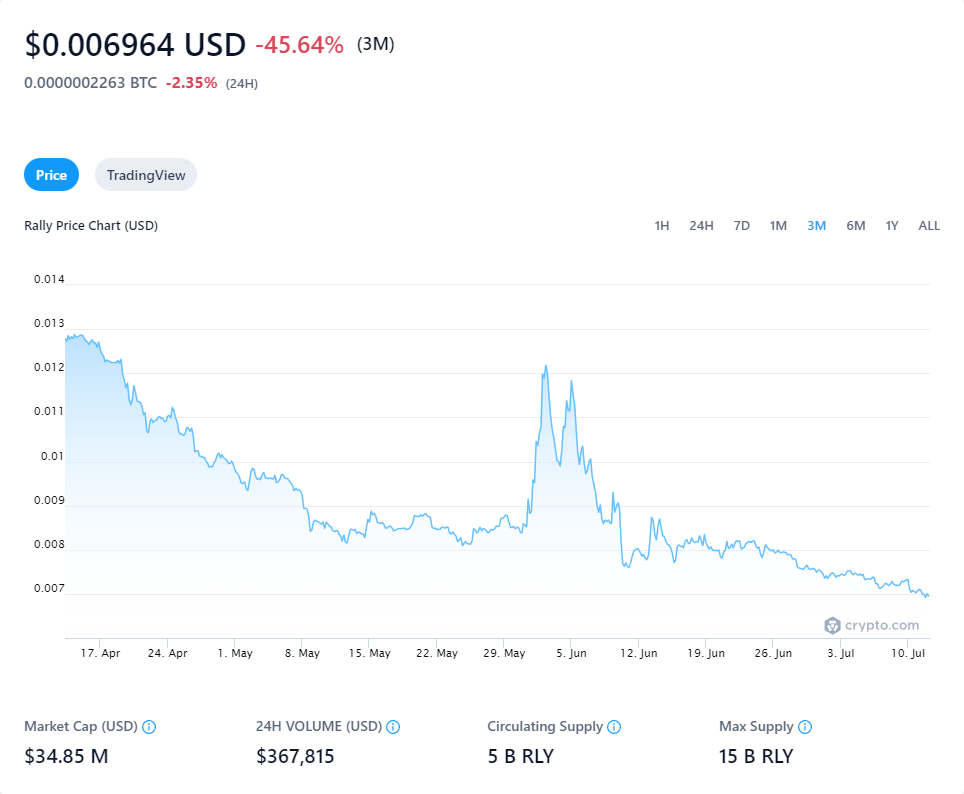 $0.006964 USD -45.64% (3M)
0.0000002263 BTC -2.35% (24H)
Price TradingView
Rally Price Chart (USD) 1H 24H 7D 1M 3M 6M 1Y ALL
0.014
0.013
0.012
0.011
0.01
0.009
0.008
0.007
crypto.com
17. Apr 24. Apr 1. May 8. May 15. May 22. May 29. May 5. Jun 12. Jun 19. Jun 26. Jun 3. Jul 10. Jul
Market Cap (USD) 24H VOLUME (USD) Circulating Supply Max Supply
$34.85 M $367,815 5 B RLY 15 B RLY